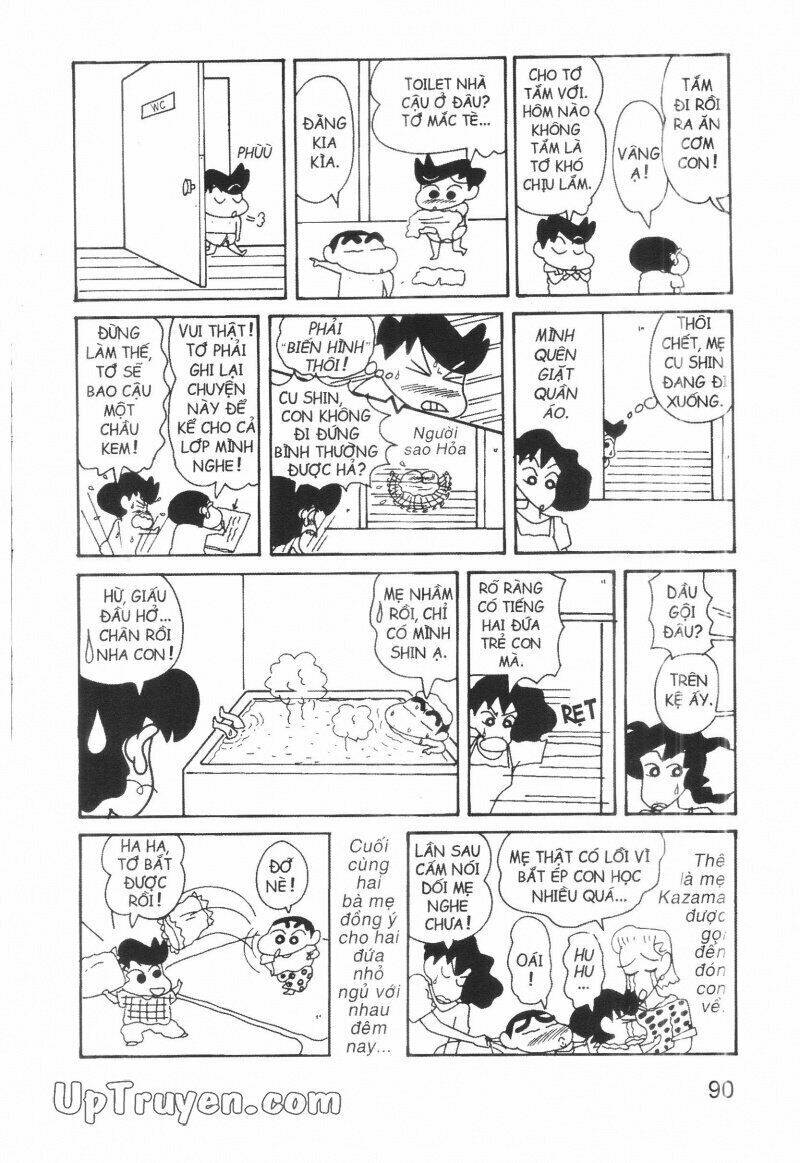 TẮM
ĐI RỒI
RA ĂN
CƠM
CON!
VÂNG
Ạ!
CHO TỚ
TẮM VỚI.
HÔM NÀO
KHÔNG
TẮM LÀ
TỚ KHÓ
CHỊU LẮM.
TOILET NHÀ
CẬU Ở ĐÂU?
TỚ MẮC TÈ...
ĐẰNG
KIA
KÌA.
WC
PHÙÙ
THÔI
CHẾT, MẸ
CU SHIN
ĐANG ĐI
XUỐNG.
MÌNH
QUÊN
GIẶT
QUẦN
ÁO.
PHẢI
"BIẾN HÌNH"
THÔI!
CU SHIN,
CON KHÔNG
ĐI ĐỨNG
BÌNH THƯỜNG
ĐƯỢC HẢ?
Người
sao Hỏa
VUI THẬT!
TỚ PHẢI
GHI LẠI
CHUYỆN
NÀY ĐỂ
KỂ CHO CẢ
LỚP MÌNH
NGHE!
ĐỪNG
LÀM THẾ,
TỚ SẼ
BAO CẬU
MỘT
CHẦU
KEM!
DẦU
GỘI
ĐÂU?
TRÊN
KỆ ẤY.
RÕ RÀNG
CÓ TIẾNG
HAI ĐỨA
TRẺ CON
MÀ.
RẸT
MẸ NHẦM
RỒI, CHỈ
CÓ MÌNH
SHIN Ạ.
HỪ, GIẤU
ĐẦU HỞ...
CHÂN RỒI
NHA CON!
Thế
là mẹ
Kazama
được
gọi
đến
đón
con
về.
MẸ THẬT CÓ LỖI VÌ
BẮT ÉP CON HỌC
NHIỀU QUÁ...
HU
HU
...
OÁI!
LẦN SAU
CẤM NÓI
DỐI MẸ
NGHE
CHƯA!
Cuối
cùng
hai
bà mẹ
đồng ý
cho hai
đứa
nhỏ
ngủ với
nhau
đêm
nay...
ĐỠ
NÈ!
HA HA,
TỚ BẮT
ĐƯỢC
RỒI!
90
UpTruyen.com